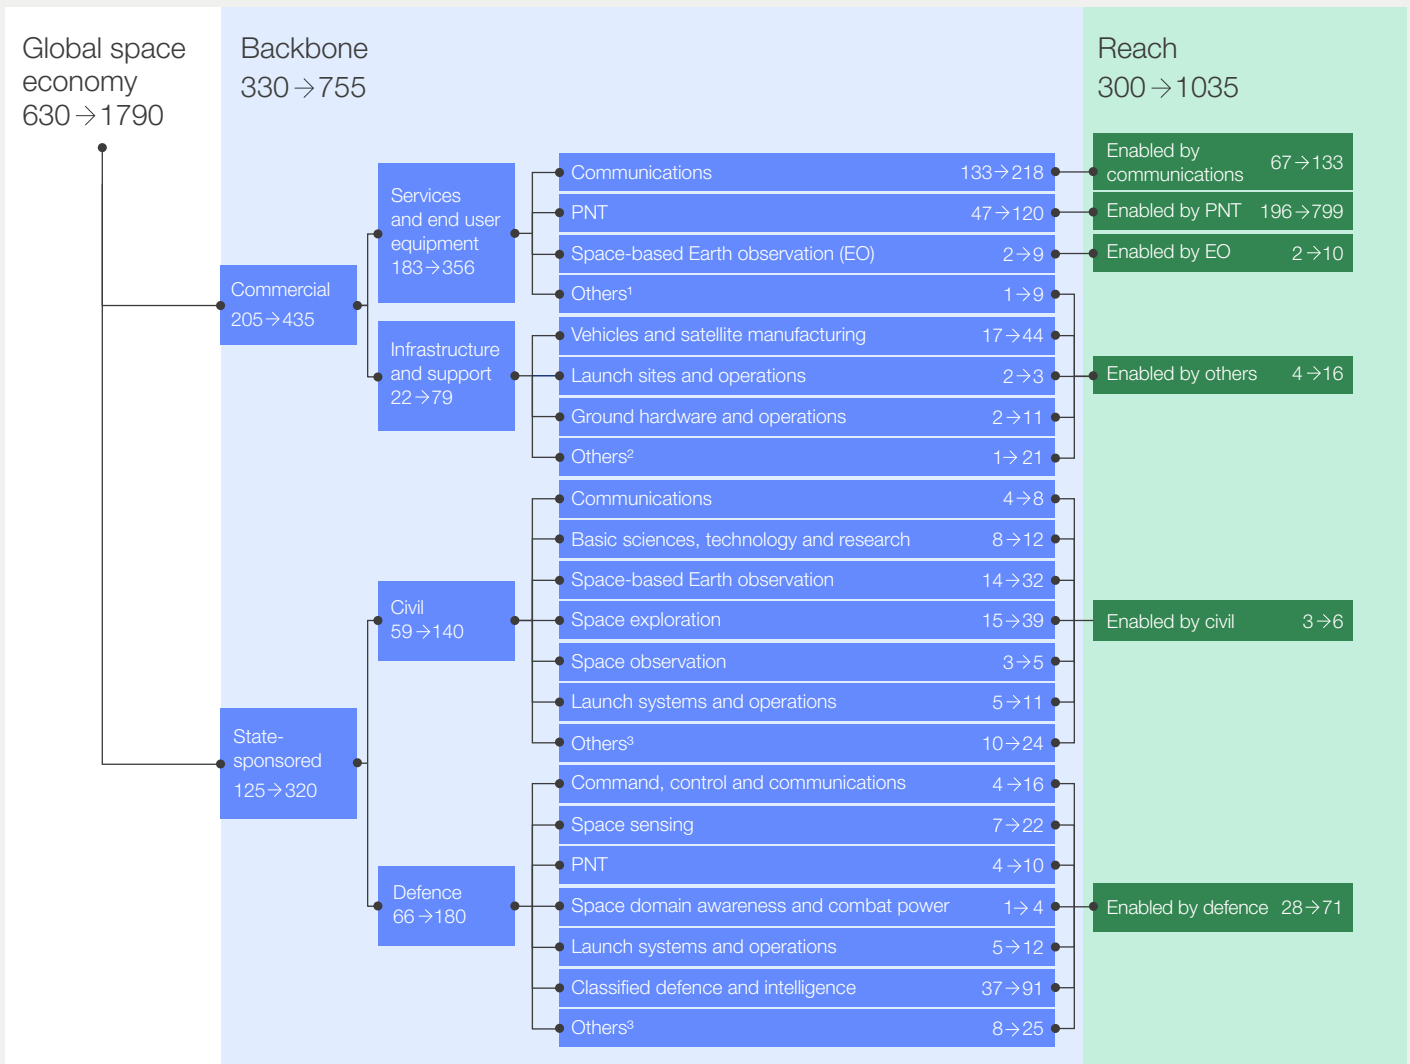 Global space
economy
630→1790
Backbone
330→755
Reach
300→1035
Commercial
205→435
Services
and end user
equipment
183→356
Communications 133→218
PNT 47→120
Space-based Earth observation (EO) 2→9
Others¹ 1→9
Enabled by
communications 67→133
Enabled by PNT 196→799
Enabled by EO 2→10
Infrastructure
and support
22→79
Vehicles and satellite manufacturing 17→44
Launch sites and operations 2→3
Ground hardware and operations 2→11
Others² 1→21
Enabled by others 4→16
State-
sponsored
125→320
Civil
59→140
Communications 4→8
Basic sciences, technology and research 8→12
Space-based Earth observation 14→32
Space exploration 15→39
Space observation 3→5
Launch systems and operations 5→11
Others³ 10→24
Enabled by civil 3→6
Defence
66→180
Command, control and communications 4→16
Space sensing 7→22
PNT 4→10
Space domain awareness and combat power 1→4
Launch systems and operations 5→12
Classified defence and intelligence 37→91
Others³ 8→25
Enabled by defence 28→71